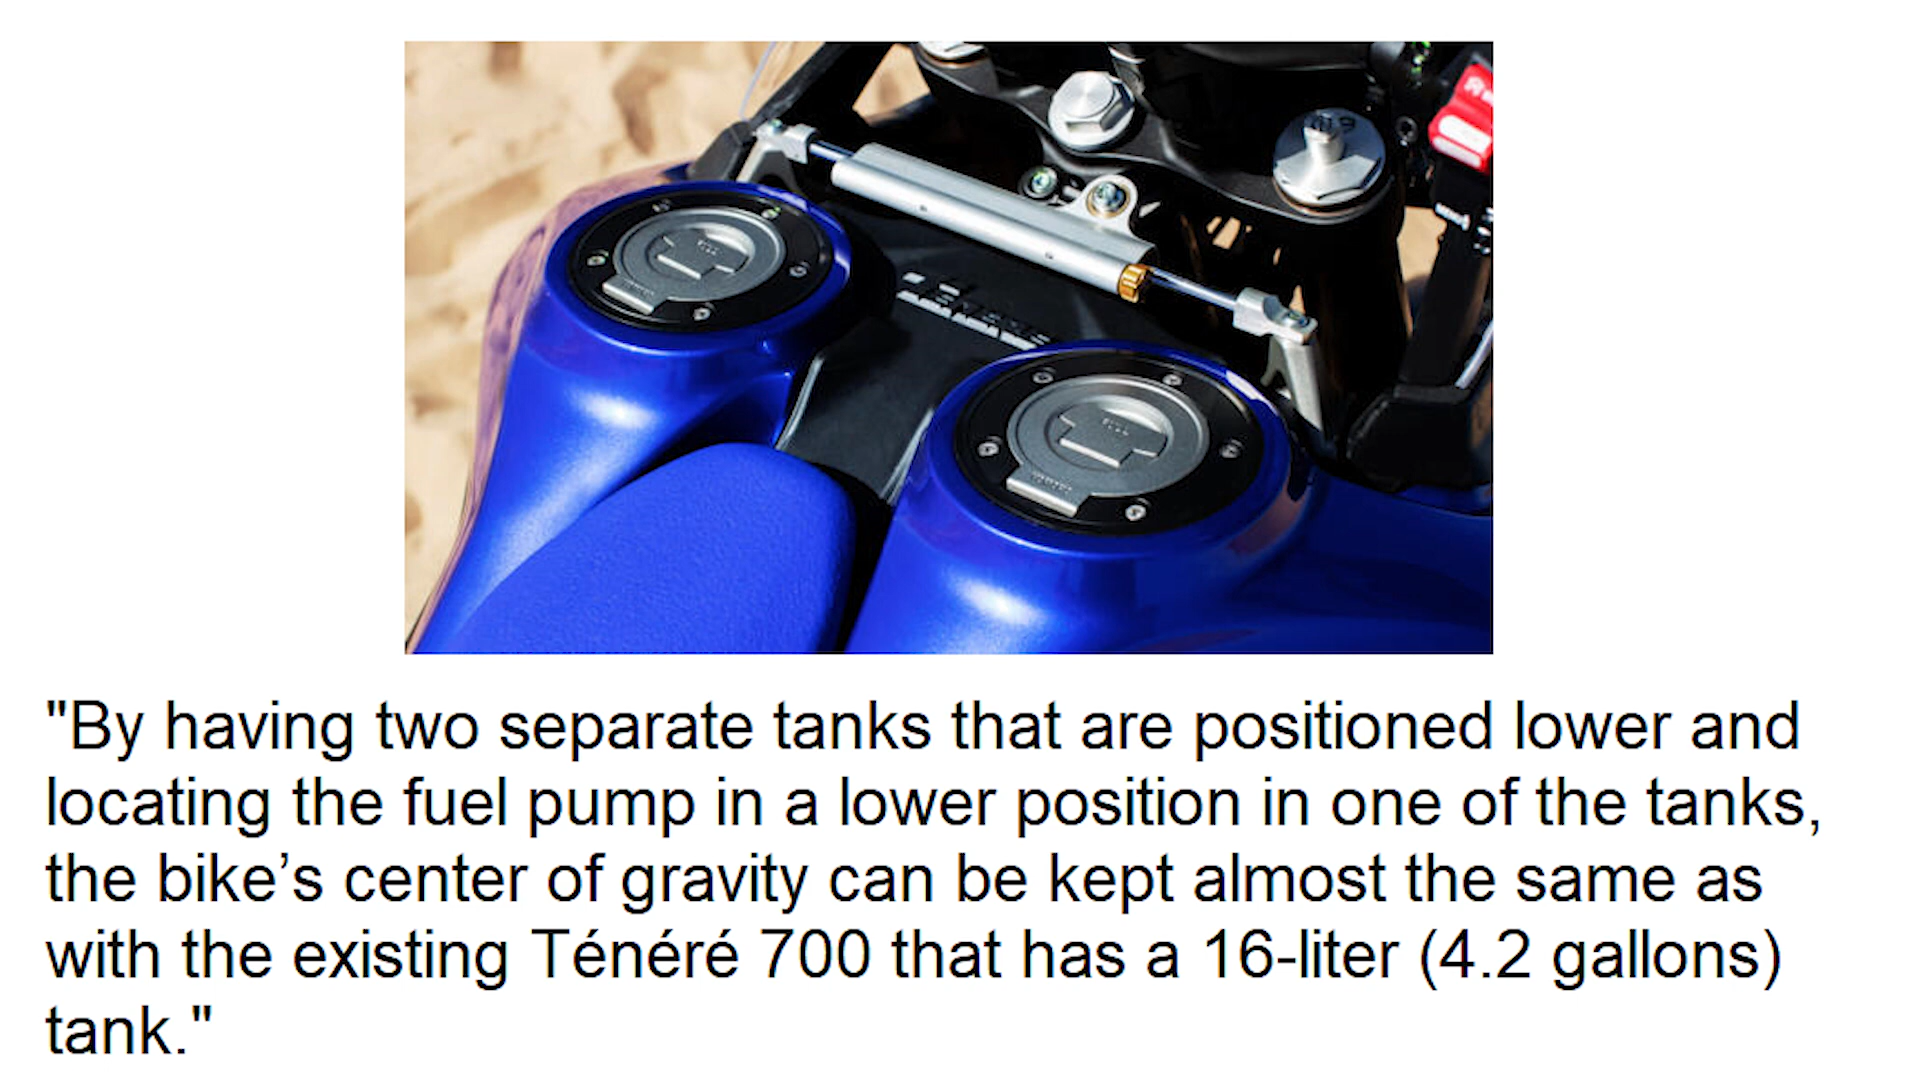 "By having two separate tanks that are positioned lower and
locating the fuel pump in a lower position in one of the tanks,
the bike’s center of gravity can be kept almost the same as
with the existing Ténéré 700 that has a 16-liter (4.2 gallons)
tank."